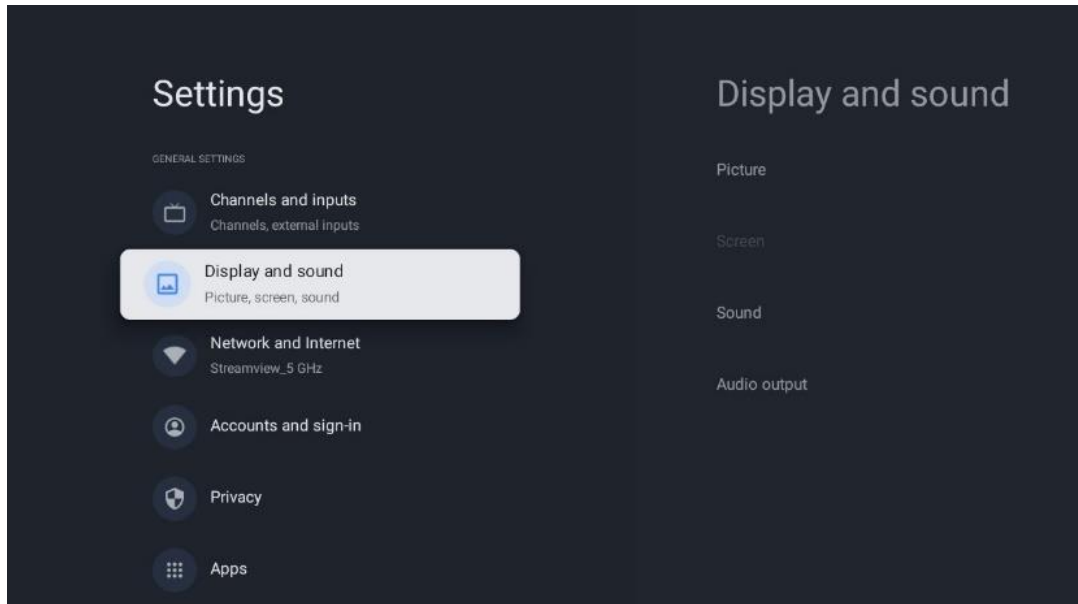 Settings
GENERAL SETTINGS
Channels and inputs
Channels, external inputs
Display and sound
Picture, screen, sound
Network and Internet
Streamview_5 GHz
Accounts and sign-in
Privacy
Apps
Display and sound
Picture
Screen
Sound
Audio output